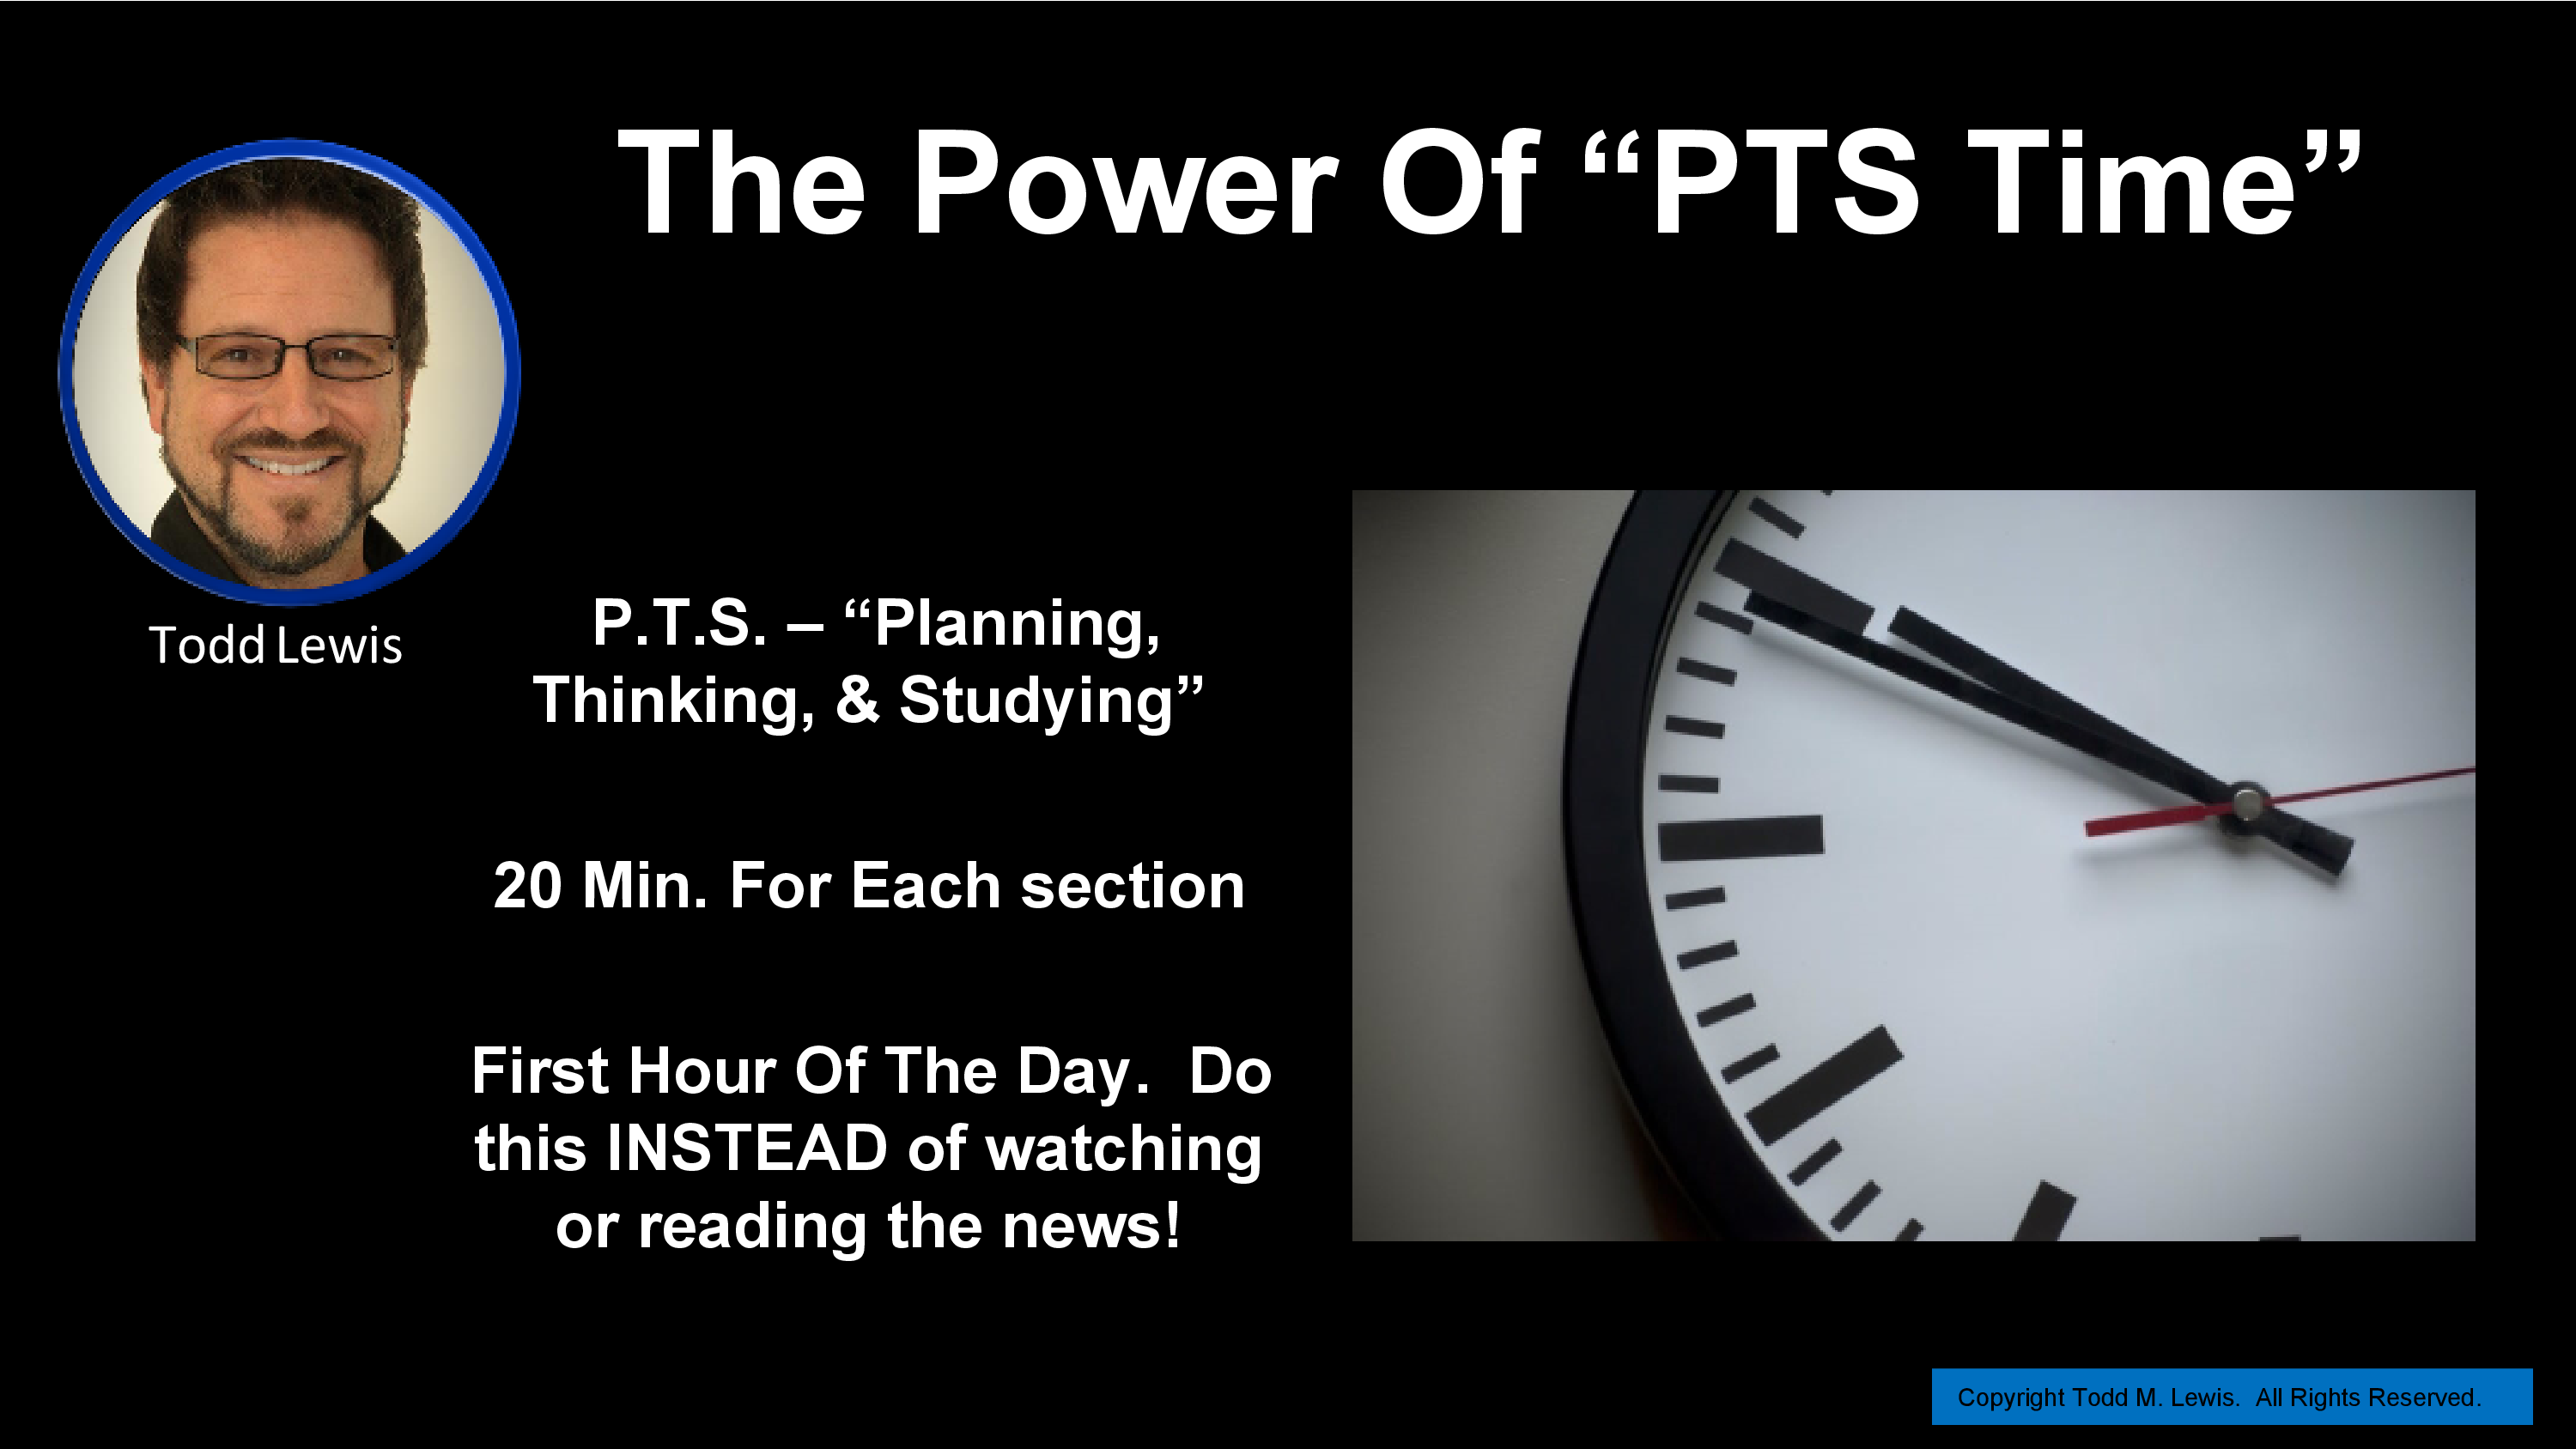 The Power Of “PTS Time”
Todd Lewis
P.T.S. – “Planning,
Thinking, & Studying”
20 Min. For Each section
First Hour Of The Day.  Do
this INSTEAD of watching
or reading the news!
Copyright Todd M. Lewis.  All Rights Reserved.